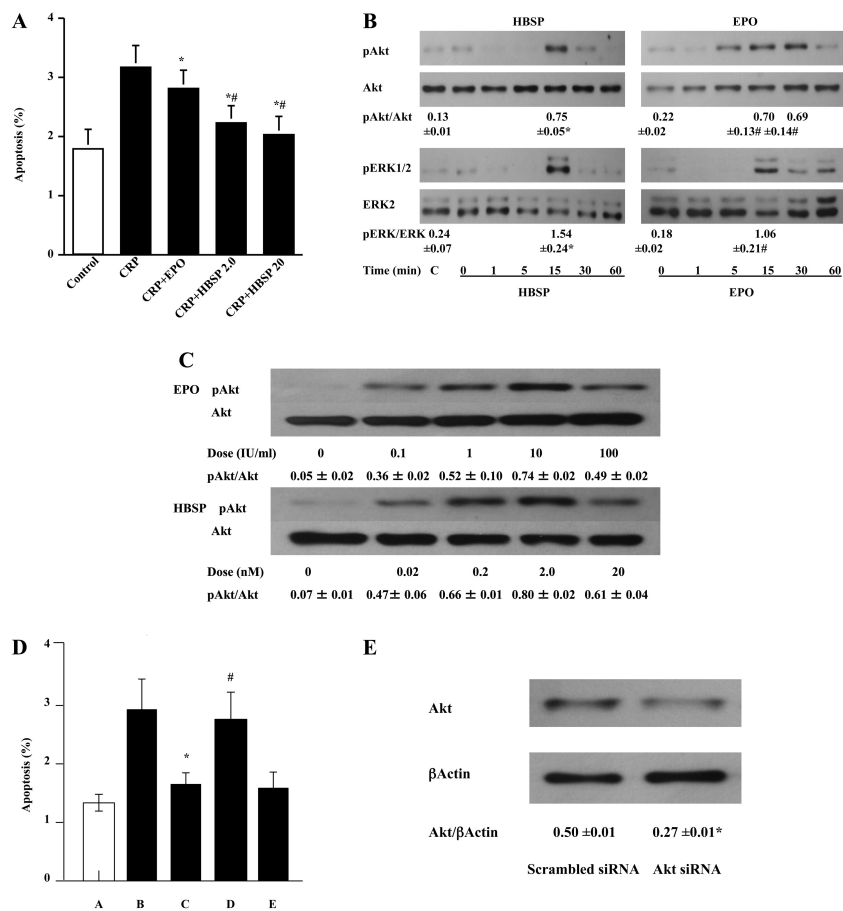 A
Apoptosis (%)
4
3
2
1
0
*
*#
*#
Control
CRP
CRP+EPO
CRP+HBSP 2.0
CRP+HBSP 20
B
HBSP EPO
pAkt
Akt
pAkt/Akt 0.13 0.75 0.22 0.70 0.69
±0.01 ±0.05* ±0.02 ±0.13# ±0.14#
pERK1/2
ERK2
pERK/ERK 0.24 1.54 0.18 1.06
±0.07 ±0.24* ±0.02 ±0.21#
Time (min) C 0 1 5 15 30 60 0 1 5 15 30 60
HBSP EPO
C
EPO pAkt
Akt
Dose (IU/ml) 0 0.1 1 10 100
pAkt/Akt 0.05 ± 0.02 0.36 ± 0.02 0.52 ± 0.10 0.74 ± 0.02 0.49 ± 0.02
HBSP pAkt
Akt
Dose (nM) 0 0.02 0.2 2.0 20
pAkt/Akt 0.07 ± 0.01 0.47± 0.06 0.66 ± 0.01 0.80 ± 0.02 0.61 ± 0.04
D
Apoptosis (%)
4
3
2
1
0
*
#
A B C D E
E
Akt
βActin
Akt/βActin 0.50 ±0.01 0.27 ±0.01*
Scrambled siRNA Akt siRNA